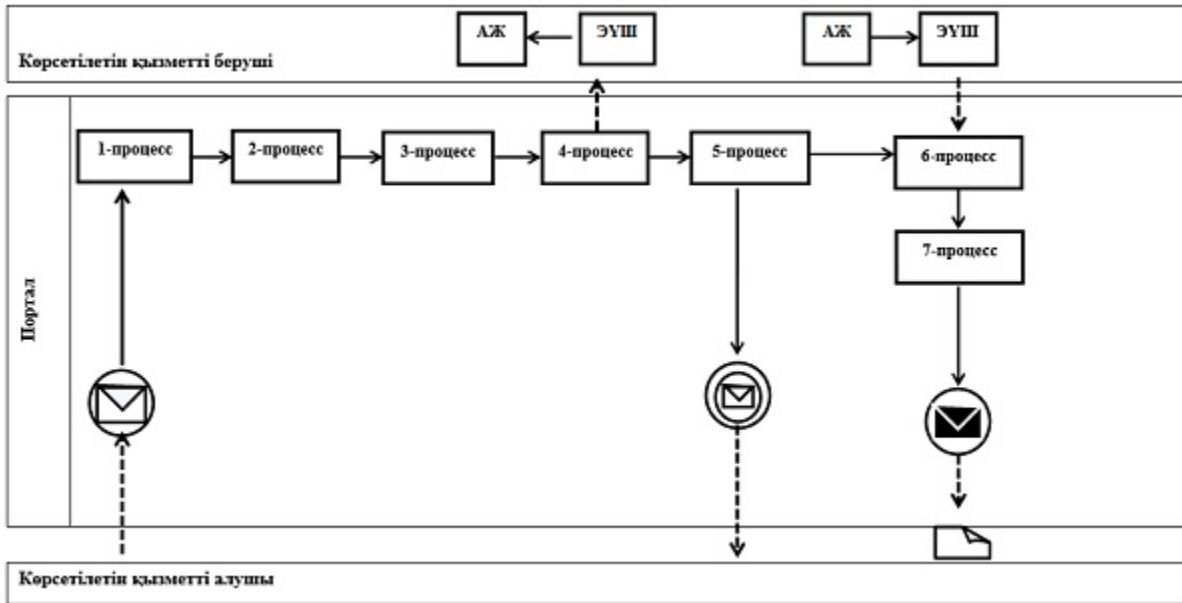 АЖ
ЭҮШ
АЖ
ЭҮШ
Көрсетілетін қызметті беруші
1-процесс
2-процесс
3-процесс
4-процесс
5-процесс
6-процесс
7-процесс
Портал
Көрсетілетін қызметті алушы